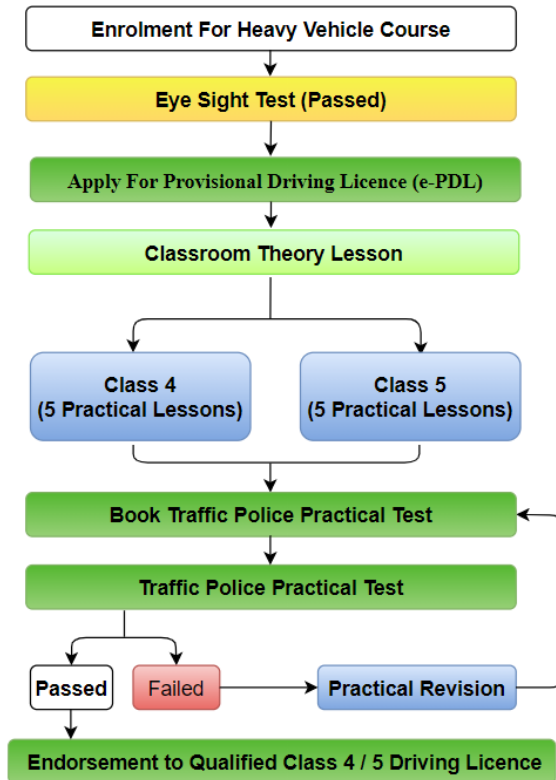 Enrolment For Heavy Vehicle Course
Eye Sight Test (Passed)
Apply For Provisional Driving Licence (e-PDL)
Classroom Theory Lesson
Class 4
(5 Practical Lessons)
Class 5
(5 Practical Lessons)
Book Traffic Police Practical Test
Traffic Police Practical Test
Passed
Failed
Practical Revision
Endorsement to Qualified Class 4 / 5 Driving Licence